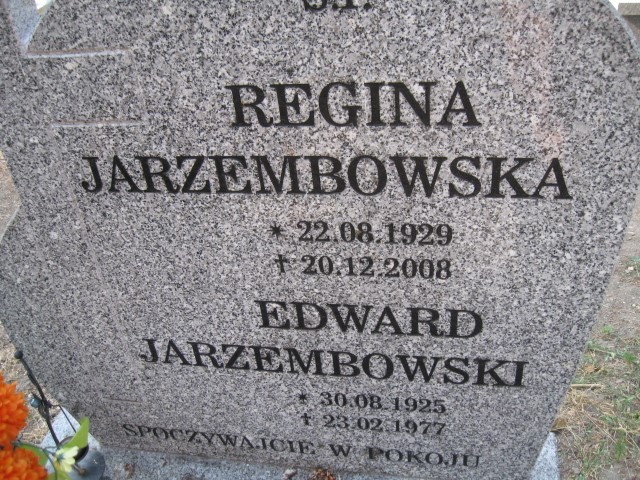 Ś.P.
REGINA
JARZEMBOWSKA
* 22.08.1929
† 20.12.2008
EDWARD
JARZEMBOWSKI
* 30.08.1925
† 23.02.1977
SPOCZYWAJCIE W POKOJU